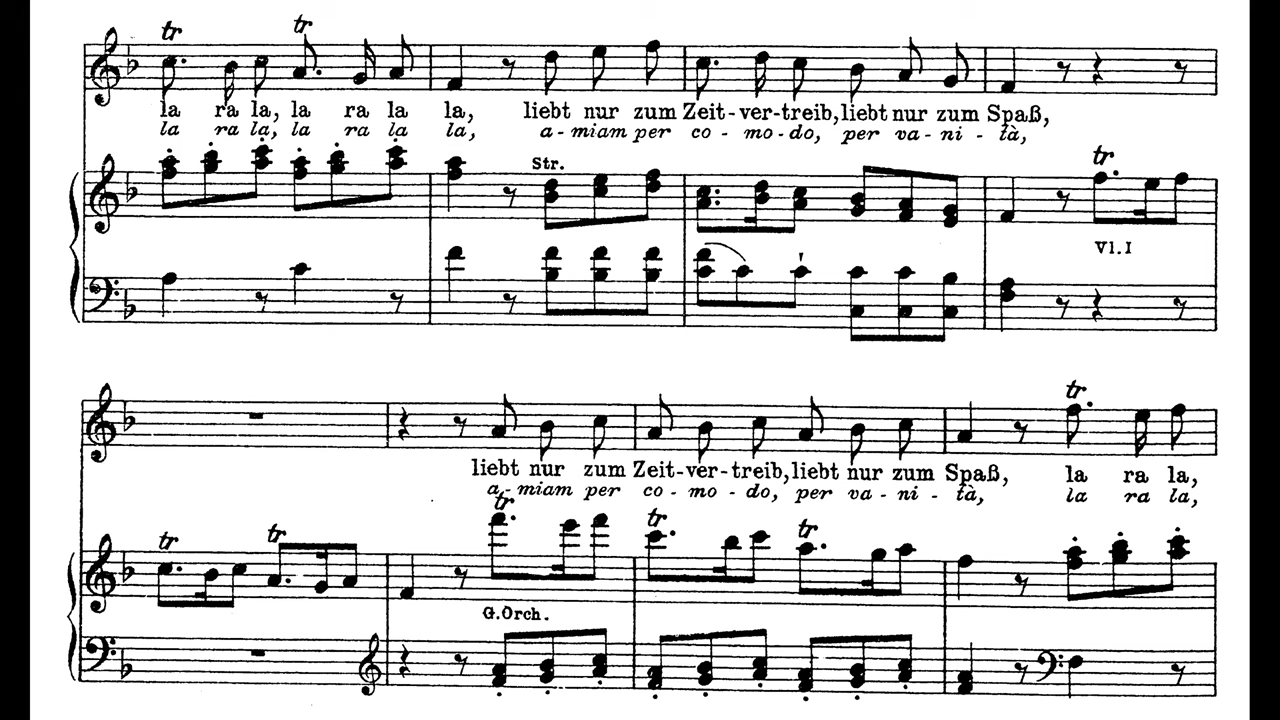 tr tr
la ra la, la ra la la, liebt nur zum Zeit-ver-treib, liebt nur zum Spaß,
la ra la, la ra la la, a-miam per co-mo-do, per va-ni-tà,
Str. tr
Vl. I
liebt nur zum Zeit-ver-treib, liebt nur zum Spaß, la ra la,
a-miam per co-mo-do, per va-ni-tà, la ra la,
tr
tr tr tr tr tr
G. Orch.